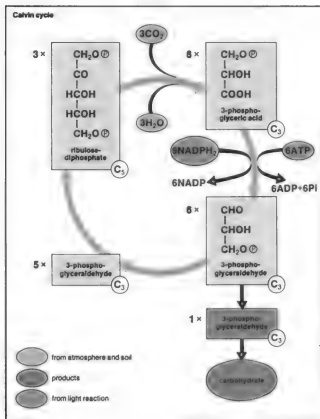 Calvin cycle
3 ×
CH₂O Ⓟ
CO
HCOH
HCOH
CH₂O Ⓟ
ribulose-
diphosphate
C₅
3CO₂
3H₂O
6 ×
CH₂O Ⓟ
CHOH
COOH
3-phospho-
glyceric acid
C₃
6NADPH₂
6ATP
6NADP
6ADP+6Pi
6 ×
CHO
CHOH
CH₂O Ⓟ
3-phospho-
glyceraldehyde
C₃
5 ×
3-phospho-
glyceraldehyde
C₃
1 ×
3-phospho-
glyceraldehyde
C₃
carbohydrate
from atmosphere and soil
products
from light reaction